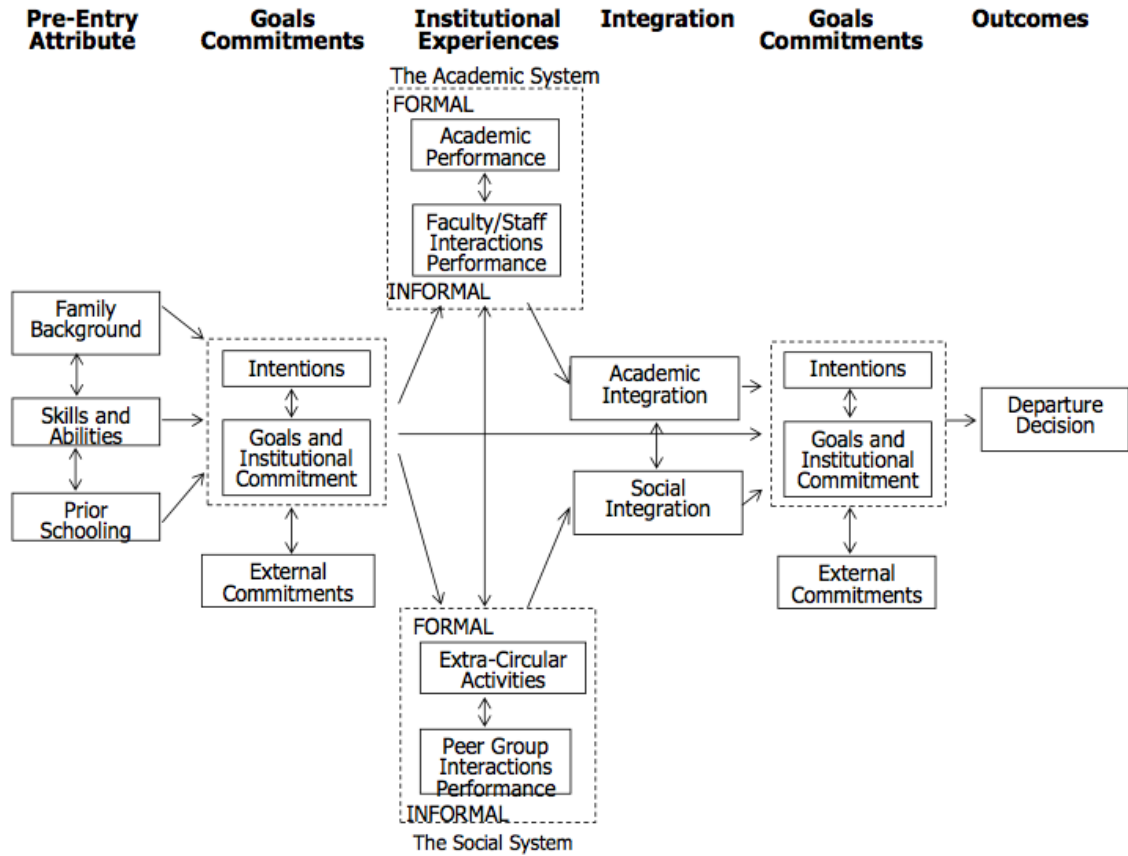 Pre-Entry
Attribute
Goals
Commitments
Institutional
Experiences
Integration
Goals
Commitments
Outcomes
The Academic System
FORMAL
Academic
Performance
Faculty/Staff
Interactions
Performance
INFORMAL
Family
Background
Skills and
Abilities
Prior
Schooling
Intentions
Goals and
Institutional
Commitment
External
Commitments
Academic
Integration
Social
Integration
Intentions
Goals and
Institutional
Commitment
External
Commitments
Departure
Decision
FORMAL
Extra-Circular
Activities
Peer Group
Interactions
Performance
INFORMAL
The Social System